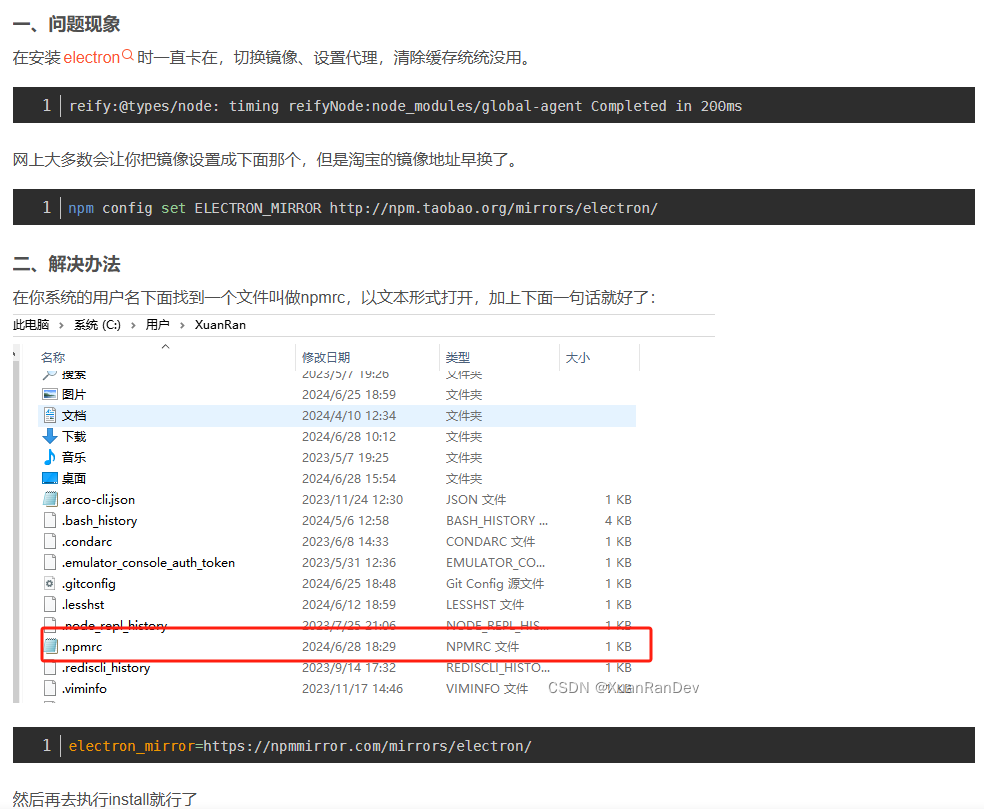 一、问题现象
在安装electron时一直卡在，切换镜像、设置代理，清除缓存统统没用。
1 reify:@types/node: timing reifyNode:node_modules/global-agent Completed in 200ms
网上大多数会让你把镜像设置成下面那个，但是淘宝的镜像地址早换了。
1 npm config set ELECTRON_MIRROR http://npm.taobao.org/mirrors/electron/
二、解决办法
在你系统的用户名下面找到一个文件叫做npmrc，以文本形式打开，加上下面一句话就好了：
此电脑 > 系统 (C:) > 用户 > XuanRan
名称 修改日期 类型 大小
搜索 2023/5/7 19:26 文件夹
图片 2024/6/25 18:59 文件夹
文档 2024/4/10 12:34 文件夹
下载 2024/6/28 10:12 文件夹
音乐 2023/5/7 19:25 文件夹
桌面 2024/6/28 15:54 文件夹
.arco-cli.json 2023/11/24 12:30 JSON 文件 1 KB
.bash_history 2024/5/6 12:58 BASH_HISTORY ... 4 KB
.condarc 2023/6/8 14:33 CONDARC 文件 1 KB
.emulator_console_auth_token 2023/5/31 12:36 EMULATOR_CO... 1 KB
.gitconfig 2024/6/25 18:48 Git Config 源文件 1 KB
.lesshst 2024/6/12 18:59 LESSHST 文件 1 KB
.node_repl_history 2023/7/25 21:06 NODE_REPL_HIS... 1 KB
.npmrc 2024/6/28 18:29 NPMRC 文件 1 KB
.rediscli_history 2023/9/14 17:32 REDISCLI_HISTO... 1 KB
.viminfo 2023/11/17 14:46 VIMINFO 文件 1 KB
CSDN @XuanRanDev
1 electron_mirror=https://npmmirror.com/mirrors/electron/
然后再去执行install就行了